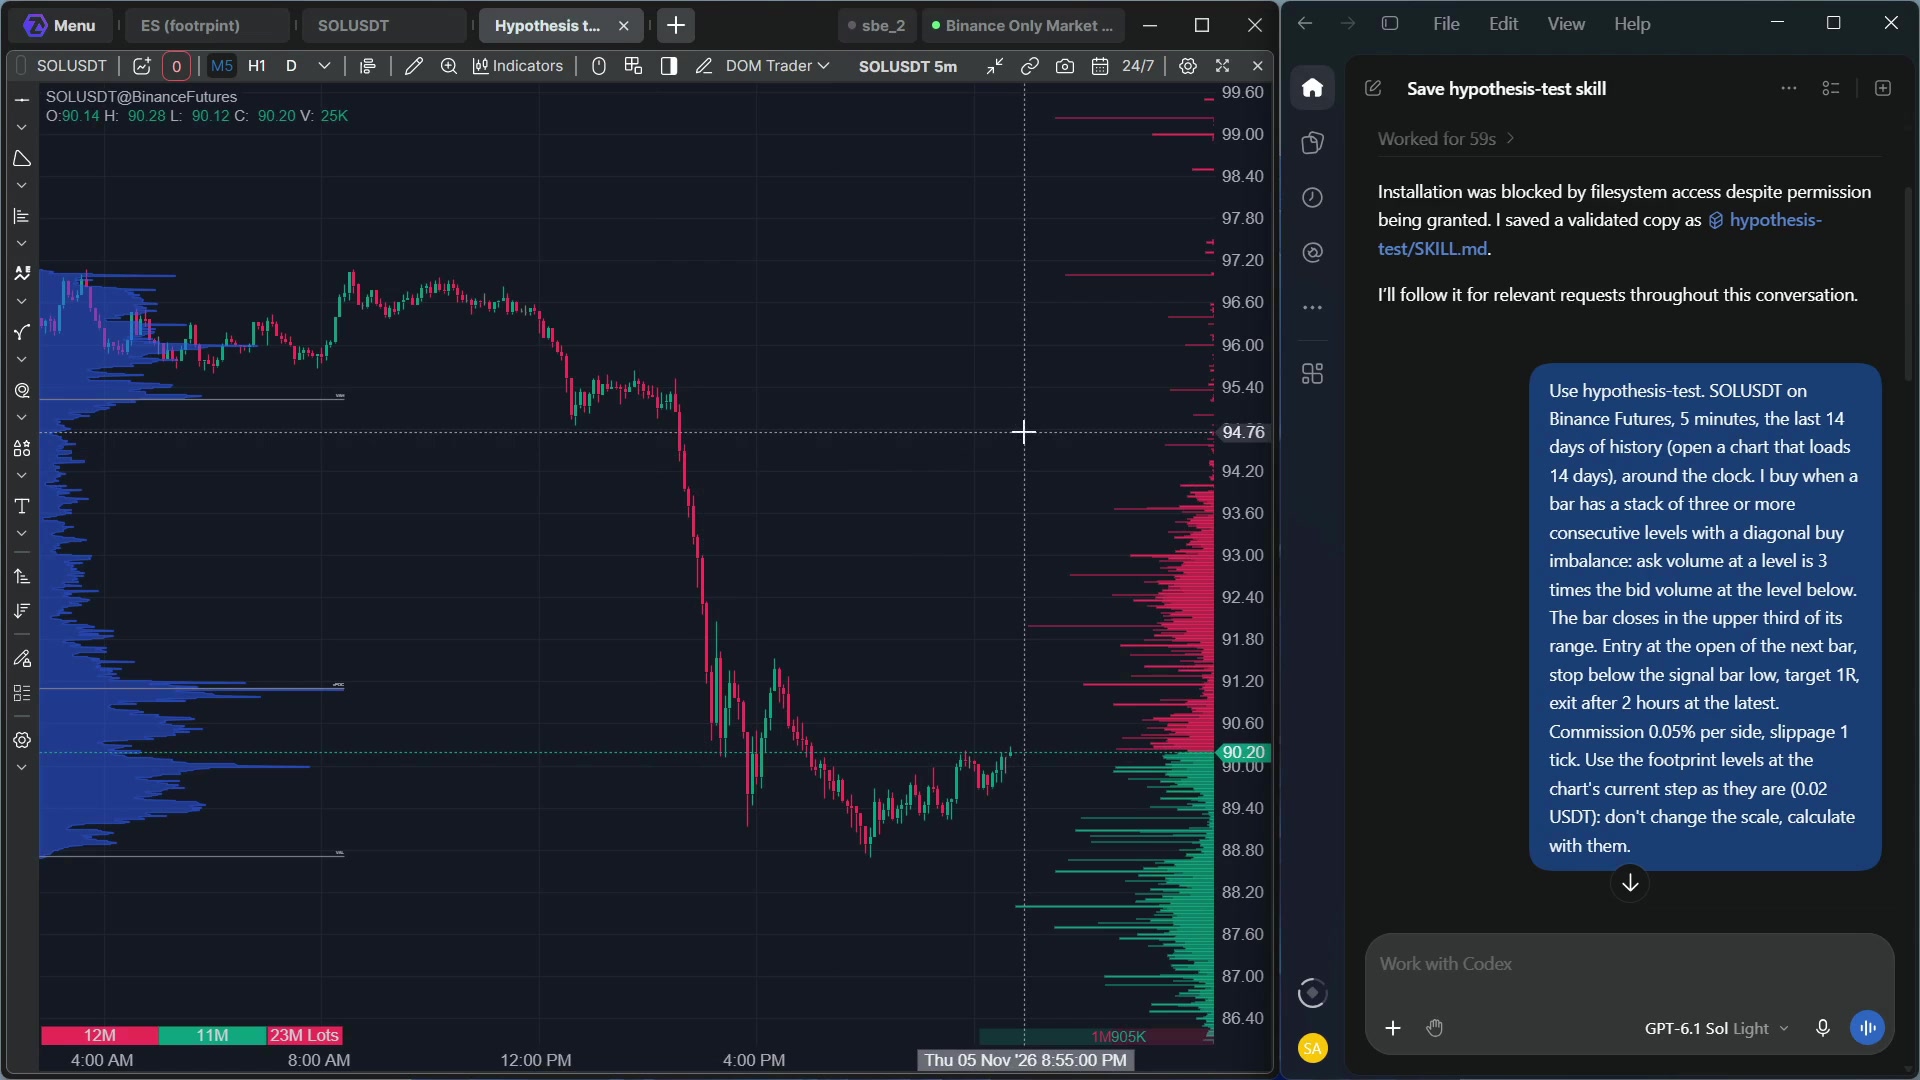 Menu
ES (footrpint)
SOLUSDT
Hypothesis t...
sbe_2
Binance Only Market ...
SOLUSDT
0
M5
H1
D
Indicators
DOM Trader
SOLUSDT 5m
24/7
SOLUSDT@BinanceFutures
O:90.14 H: 90.28 L: 90.12 C: 90.20 V: 25K
99.60
99.00
98.40
97.80
97.20
96.60
96.00
95.40
94.76
94.20
93.60
93.00
92.40
91.80
91.20
90.60
90.20
90.00
89.40
88.80
88.20
87.60
87.00
86.40
12M
11M
23M Lots
1M905K
4:00 AM
8:00 AM
12:00 PM
4:00 PM
Thu 05 Nov '26 8:55:00 PM
File
Edit
View
Help
Save hypothesis-test skill
Worked for 59s
Installation was blocked by filesystem access despite permission
being granted. I saved a validated copy as hypothesis-
test/SKILL.md.
I'll follow it for relevant requests throughout this conversation.
Use hypothesis-test. SOLUSDT on
Binance Futures, 5 minutes, the last 14
days of history (open a chart that loads
14 days), around the clock. I buy when a
bar has a stack of three or more
consecutive levels with a diagonal buy
imbalance: ask volume at a level is 3
times the bid volume at the level below.
The bar closes in the upper third of its
range. Entry at the open of the next bar,
stop below the signal bar low, target 1R,
exit after 2 hours at the latest.
Commission 0.05% per side, slippage 1
tick. Use the footprint levels at the
chart's current step as they are (0.02
USDT): don't change the scale, calculate
with them.
Work with Codex
GPT-6.1 Sol Light
SA